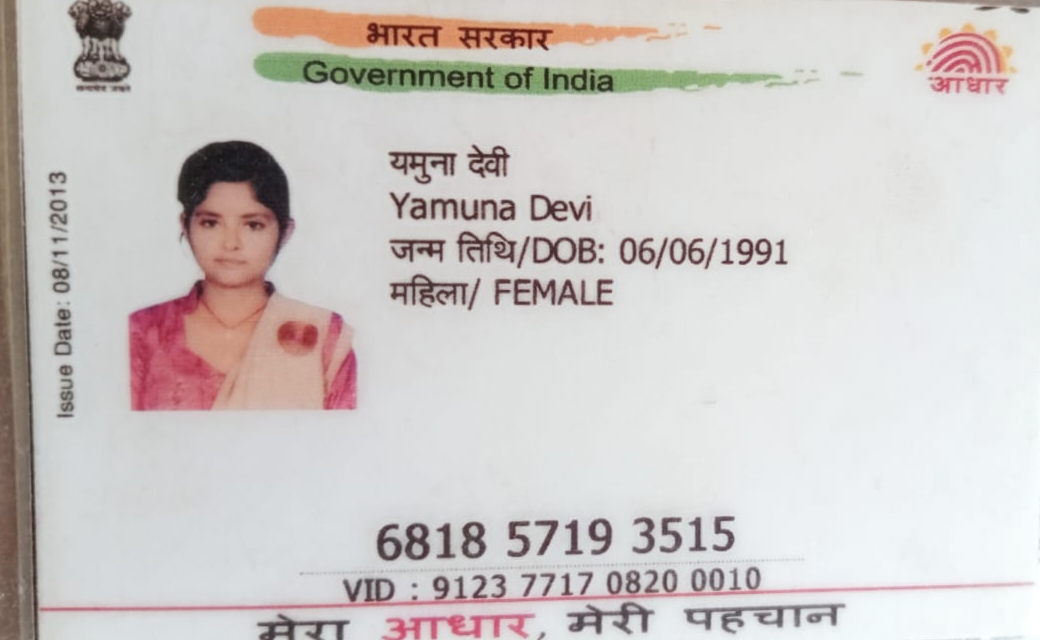 भारत सरकार
Government of India
आधार
Issue Date: 08/11/2013
यमुना देवी
Yamuna Devi
जन्म तिथि/DOB: 06/06/1991
महिला/ FEMALE
6818 5719 3515
VID : 9123 7717 0820 0010
मेरा आधार, मेरी पहचान